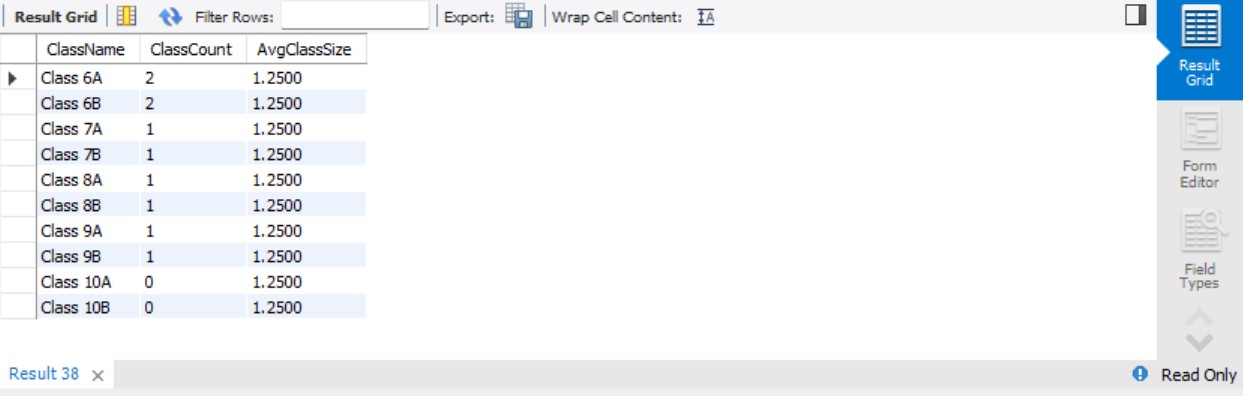 Result Grid Filter Rows: Export: Wrap Cell Content: IA
ClassName ClassCount AvgClassSize
Class 6A 2 1.2500
Class 6B 2 1.2500
Class 7A 1 1.2500
Class 7B 1 1.2500
Class 8A 1 1.2500
Class 8B 1 1.2500
Class 9A 1 1.2500
Class 9B 1 1.2500
Class 10A 0 1.2500
Class 10B 0 1.2500
Result
Grid
Form
Editor
Field
Types
Result 38 Read Only